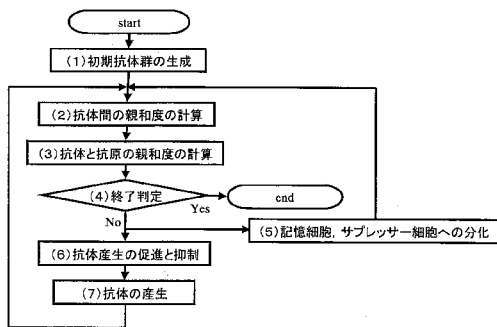 start
(1)初期抗体群の生成
(2)抗体間の親和度の計算
(3)抗体と抗原の親和度の計算
(4)終了判定
Yes
end
No
(5)記憶細胞,サプレッサー細胞への分化
(6)抗体産生の促進と抑制
(7)抗体の産生